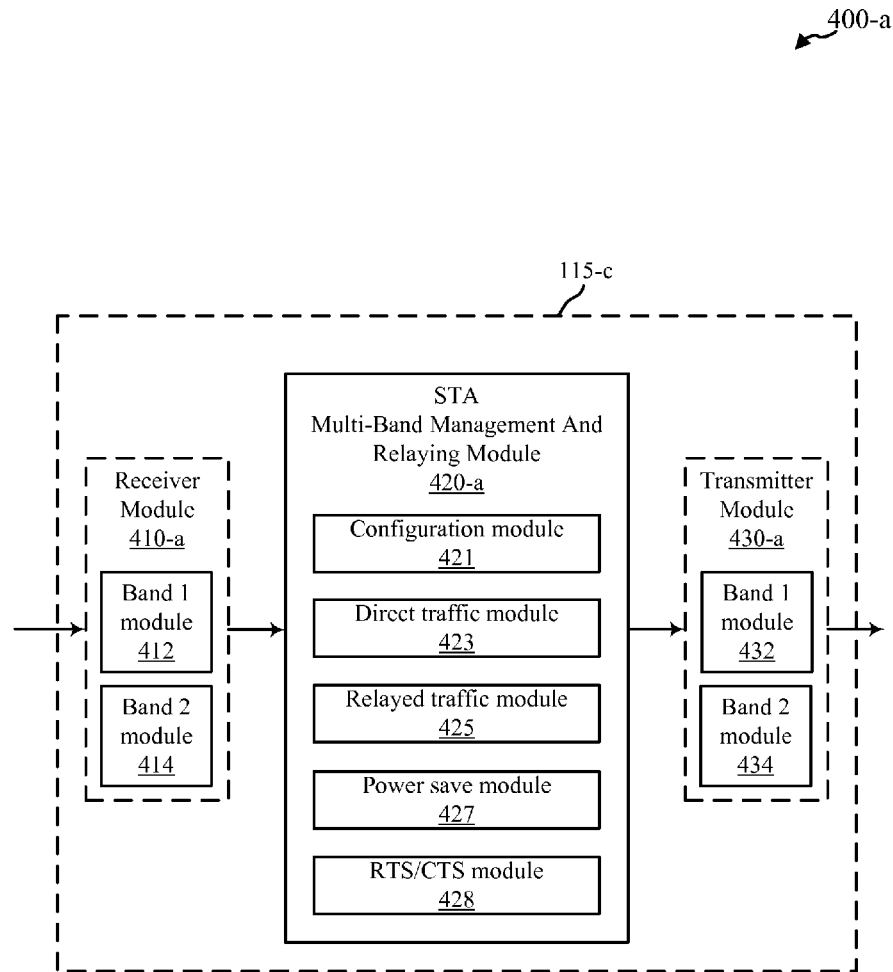 400-a
115-c
STA
Multi-Band Management And
Relaying Module
420-a
Receiver
Module
410-a
Band 1
module
412
Band 2
module
414
Configuration module
421
Direct traffic module
423
Relayed traffic module
425
Power save module
427
RTS/CTS module
428
Transmitter
Module
430-a
Band 1
module
432
Band 2
module
434